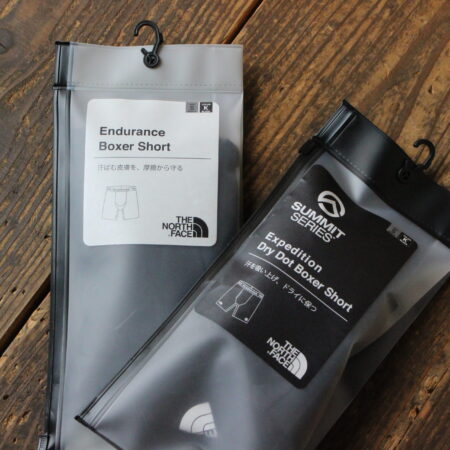 Endurance
Boxer Short
汗ばむ皮膚を、摩擦から守る
THE
NORTH
FACE
SUMMIT
SERIES
Expedition
Dry Dot Boxer Short
汗を吸い上げ、ドライに保つ
THE
NORTH
FACE